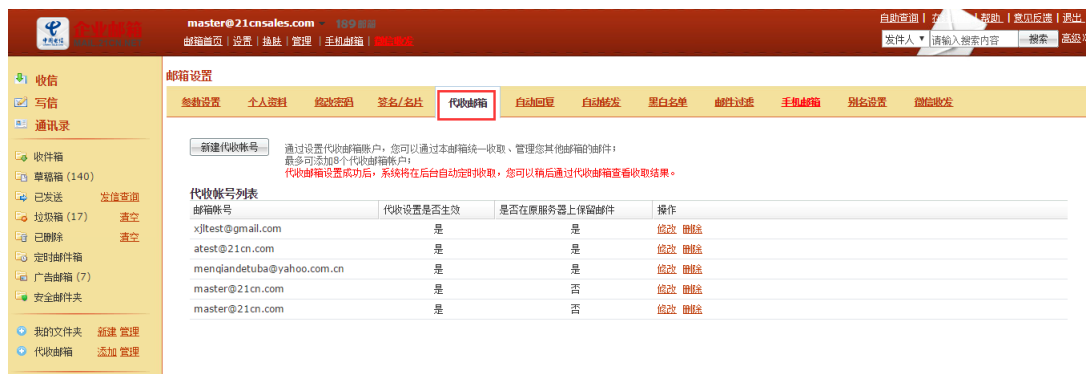 中国电信
企业邮箱
master@21cnsales.com 189邮箱
邮箱首页 | 设置 | 换肤 | 管理 | 手机邮箱 | 微信收发
自助查询 | 帮助 | 意见反馈 | 退出
发件人 请输入搜索内容 搜索 高级
收信
写信
通讯录
收件箱
草稿箱 (140)
已发送 发信查询
垃圾箱 (17) 清空
已删除 清空
定时邮件箱
广告邮箱 (7)
安全邮件夹
我的文件夹 新建 管理
代收邮箱 添加 管理
邮箱设置
参数设置 个人资料 修改密码 签名/名片 代收邮箱 自动回复 自动转发 黑白名单 邮件过滤 手机邮箱 别名设置 微信收发
新建代收帐号
通过设置代收邮箱账户，您可以通过本邮箱统一收取、管理您其他邮箱的邮件；
最多可添加8个代收邮箱帐户；
代收邮箱设置成功后，系统将在后台自动定时收取，您可以稍后通过代收邮箱查看收取结果。
代收帐号列表
邮箱帐号 代收设置是否生效 是否在原服务器上保留邮件 操作
xjltest@gmail.com 是 是 修改 删除
atest@21cn.com 是 是 修改 删除
menqiandetuba@yahoo.com.cn 是 是 修改 删除
master@21cn.com 是 否 修改 删除
master@21cn.com 是 否 修改 删除